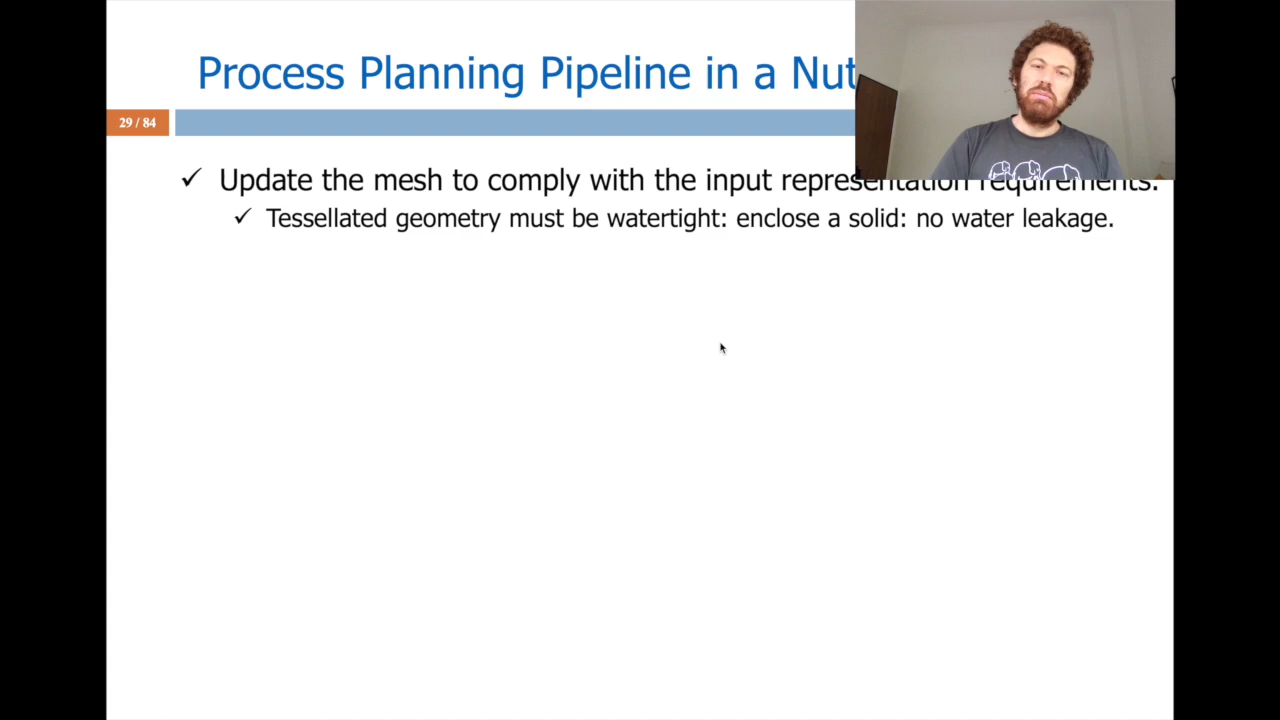 Process Planning Pipeline in a Nut
29 / 84
✓ Update the mesh to comply with the input representation requirements.
✓ Tessellated geometry must be watertight: enclose a solid: no water leakage.